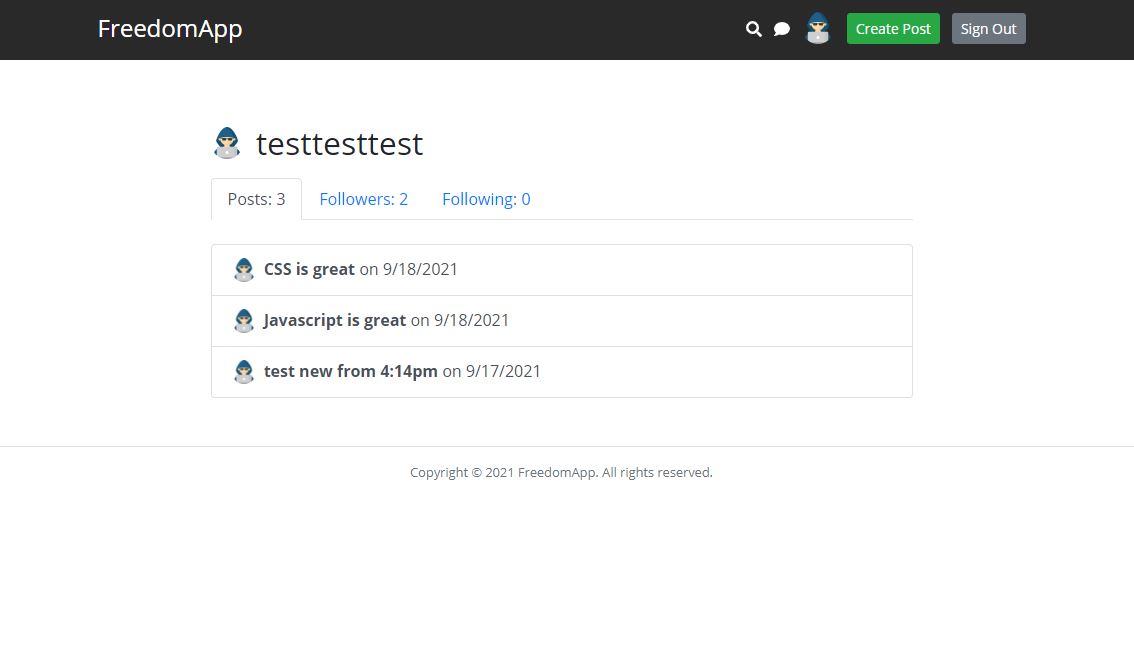 FreedomApp Create Post Sign Out
testtesttest
Posts: 3 Followers: 2 Following: 0
CSS is great on 9/18/2021
Javascript is great on 9/18/2021
test new from 4:14pm on 9/17/2021
Copyright © 2021 FreedomApp. All rights reserved.